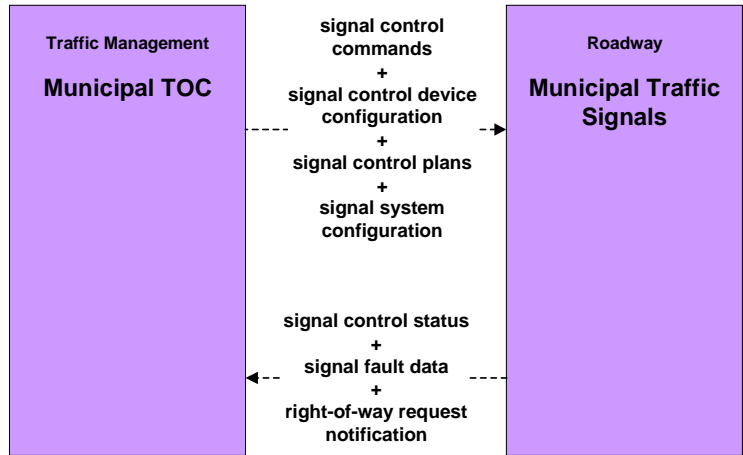 Traffic Management
Municipal TOC
signal control
commands
+
signal control device
configuration
+
signal control plans
+
signal system
configuration
Roadway
Municipal Traffic
Signals
signal control status
+
signal fault data
+
right-of-way request
notification